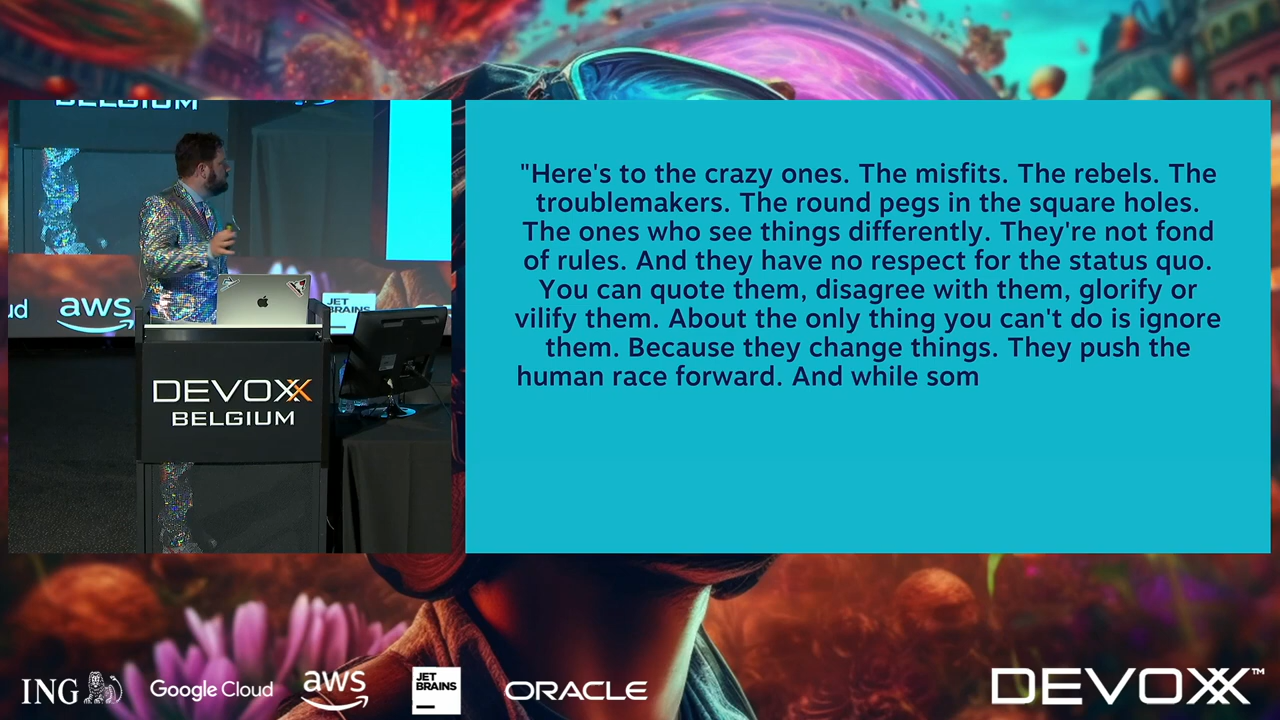 BELGIUM
"Here's to the crazy ones. The misfits. The rebels. The
troublemakers. The round pegs in the square holes.
The ones who see things differently. They're not fond
of rules. And they have no respect for the status quo.
You can quote them, disagree with them, glorify or
vilify them. About the only thing you can't do is ignore
them. Because they change things. They push the
human race forward. And while som
ud
aws
JET
BRAINS
DEVOXX
BELGIUM
ING
Google Cloud
aws
JET
BRAINS
ORACLE
DEVOXX™